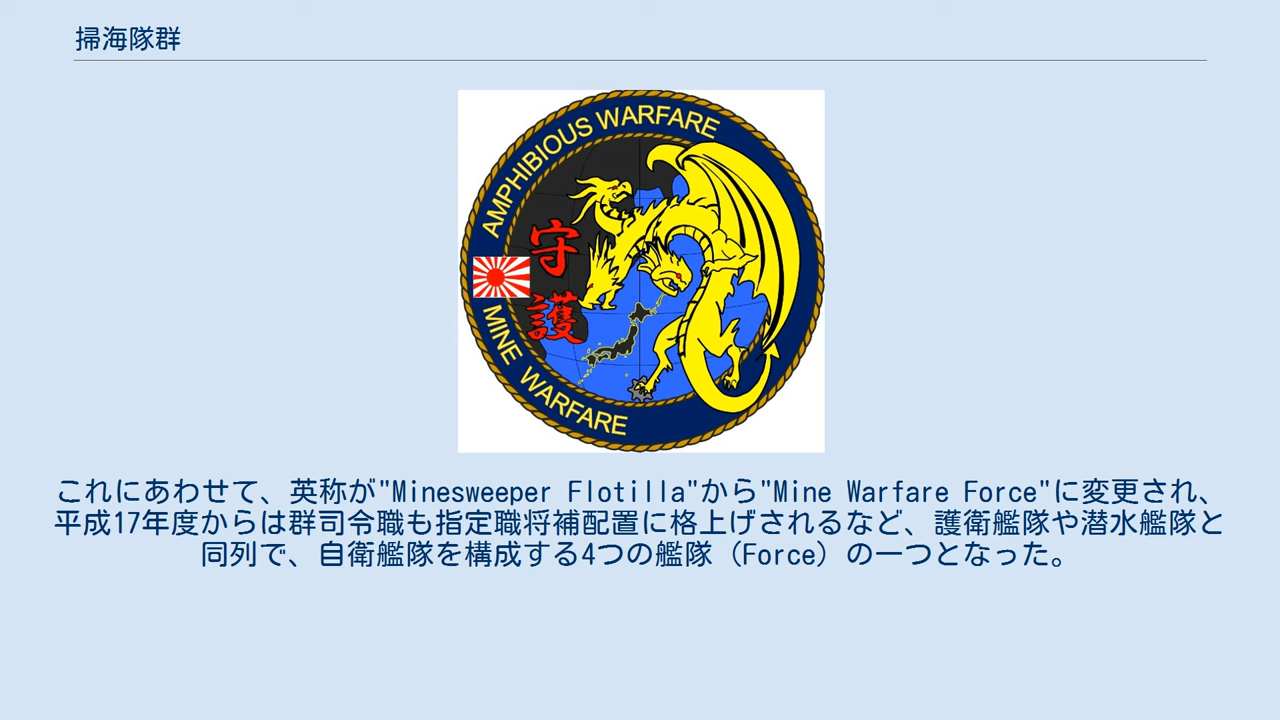 掃海隊群
AMPHIBIOUS WARFARE
守
護
MINE WARFARE
これにあわせて、英称が"Minesweeper Flotilla"から"Mine Warfare Force"に変更され、
平成17年度からは群司令職も指定職将補配置に格上げされるなど、護衛艦隊や潜水艦隊と
同列で、自衛艦隊を構成する4つの艦隊（Force）の一つとなった。